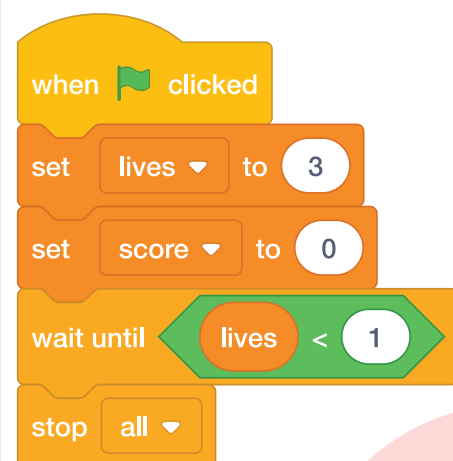 when clicked
set lives to 3
set score to 0
wait until lives < 1
stop all